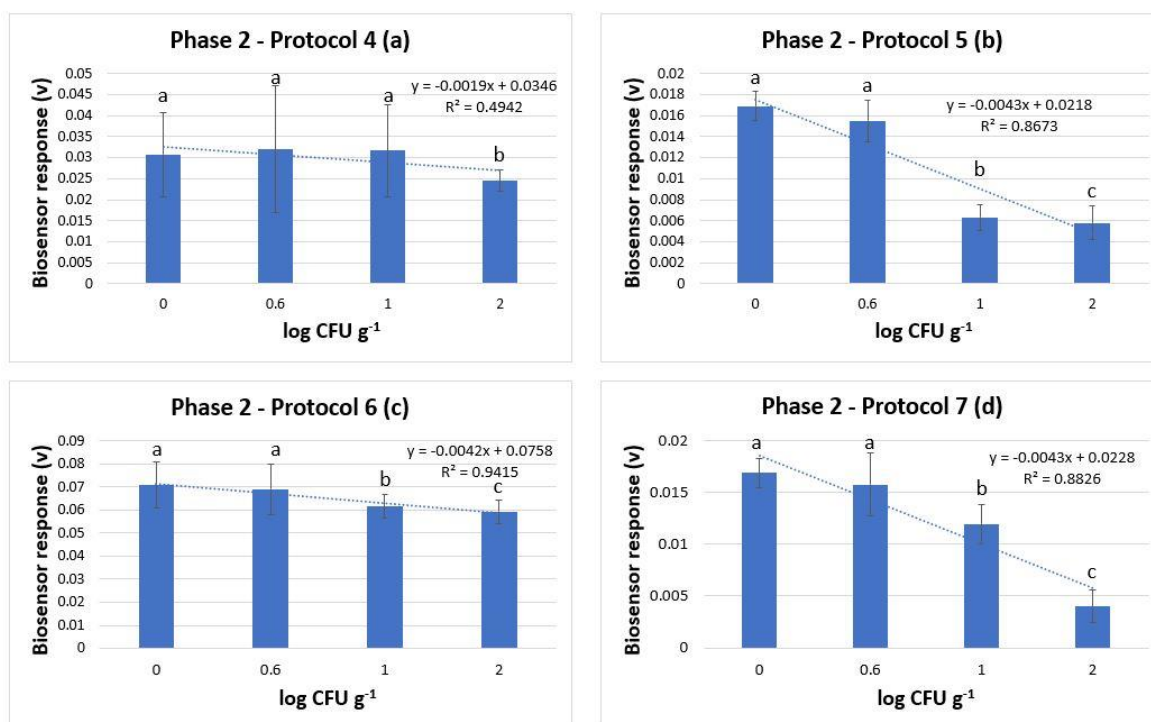 Phase 2 - Protocol 4 (a)
Biosensor response (v)
0.05
0.045
0.04
0.035
0.03
0.025
0.02
0.015
0.01
0.005
0
a
a
a
b
y = -0.0019x + 0.0346
R² = 0.4942
0 0.6 1 2
log CFU g⁻¹
Phase 2 - Protocol 5 (b)
Biosensor response (v)
0.02
0.018
0.016
0.014
0.012
0.01
0.008
0.006
0.004
0.002
0
a
a
b
c
y = -0.0043x + 0.0218
R² = 0.8673
0 0.6 1 2
log CFU g⁻¹
Phase 2 - Protocol 6 (c)
Biosensor response (v)
0.09
0.08
0.07
0.06
0.05
0.04
0.03
0.02
0.01
0
a
a
b
c
y = -0.0042x + 0.0758
R² = 0.9415
0 0.6 1 2
log CFU g⁻¹
Phase 2 - Protocol 7 (d)
Biosensor response (v)
0.02
0.015
0.01
0.005
0
a
a
b
c
y = -0.0043x + 0.0228
R² = 0.8826
0 0.6 1 2
log CFU g⁻¹